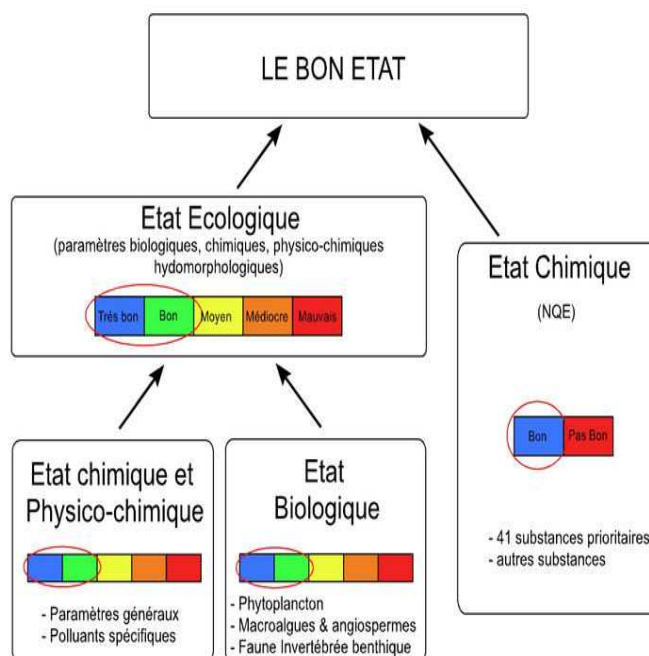 LE BON ETAT
Etat Ecologique
(paramètres biologiques, chimiques, physico-chimiques
hydomorphologiques)
Trés bon
Bon
Moyen
Médiocre
Mauvais
Etat Chimique
(NQE)
Bon
Pas Bon
- 41 substances prioritaires
- autres substances
Etat chimique et
Physico-chimique
- Paramètres généraux
- Polluants spécifiques
Etat
Biologique
- Phytoplancton
- Macroalgues & angiospermes
- Faune Invertébrée benthique